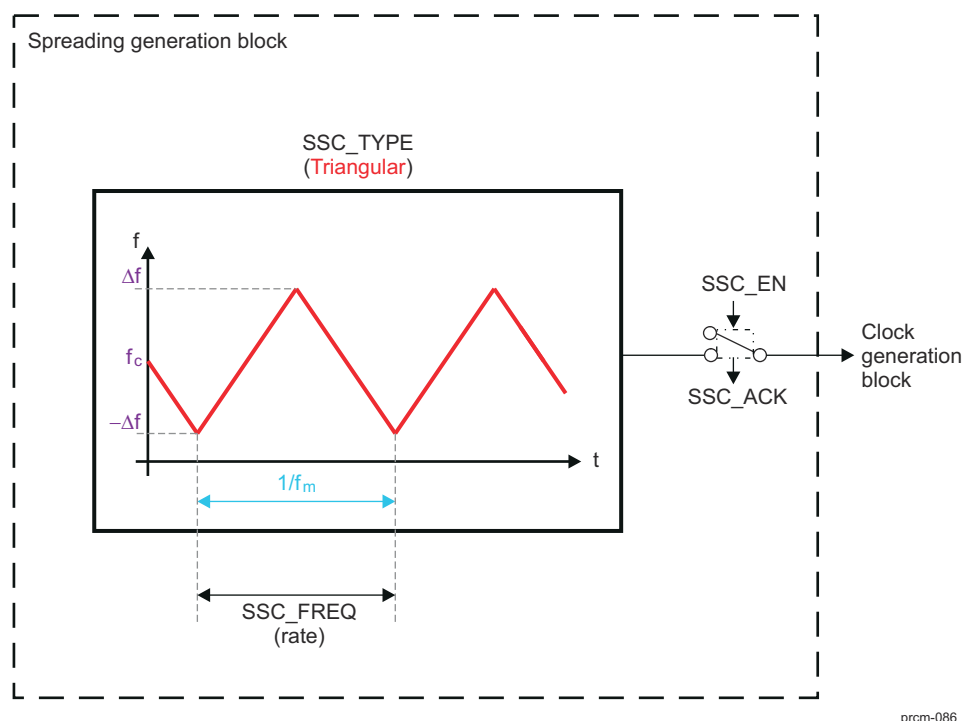 Spreading generation block
SSC_TYPE
(Triangular)
f
Δf
fc
−Δf
t
1/fm
SSC_FREQ
(rate)
SSC_EN
SSC_ACK
Clock
generation
block
prcm-086